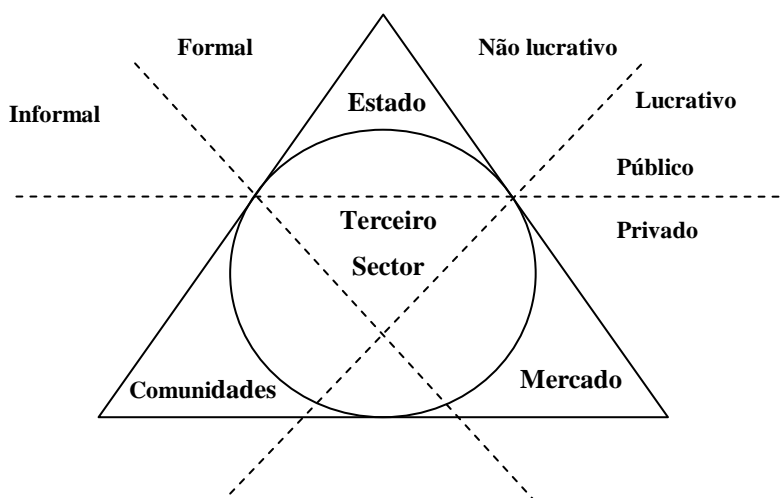 Formal
Não lucrativo
Estado
Lucrativo
Informal
Público
Terceiro
Privado
Sector
Mercado
Comunidades